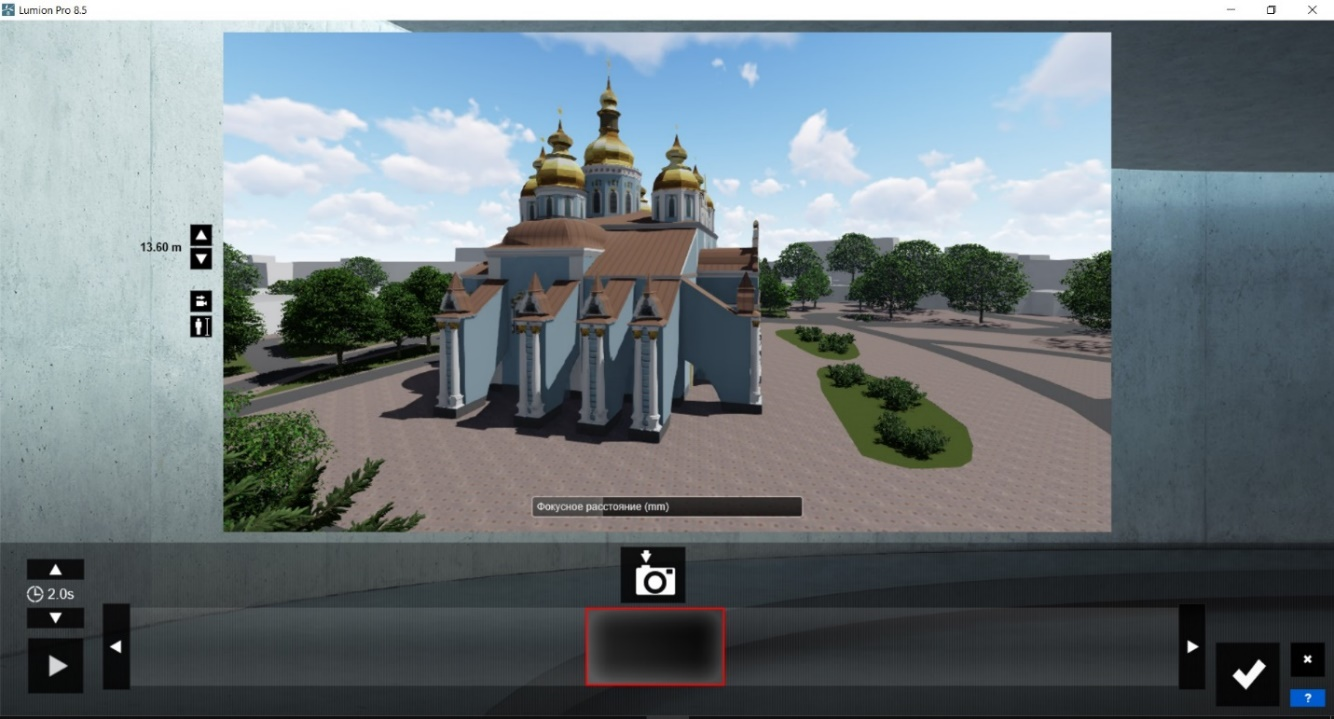 Lumion Pro 8.5
13.60 m
Фокусное расстояние (mm)
2.0s
?